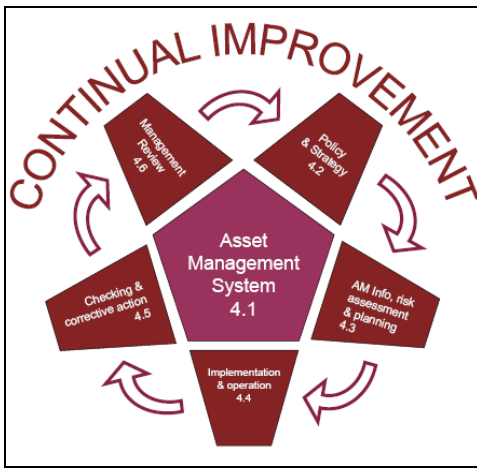 CONTINUAL IMPROVEMENT
Management
Review
4.6
Policy
& Strategy
4.2
Asset
Management
System
4.1
AM Info, risk
assessment
& planning
4.3
Checking &
corrective action
4.5
Implementation
& operation
4.4